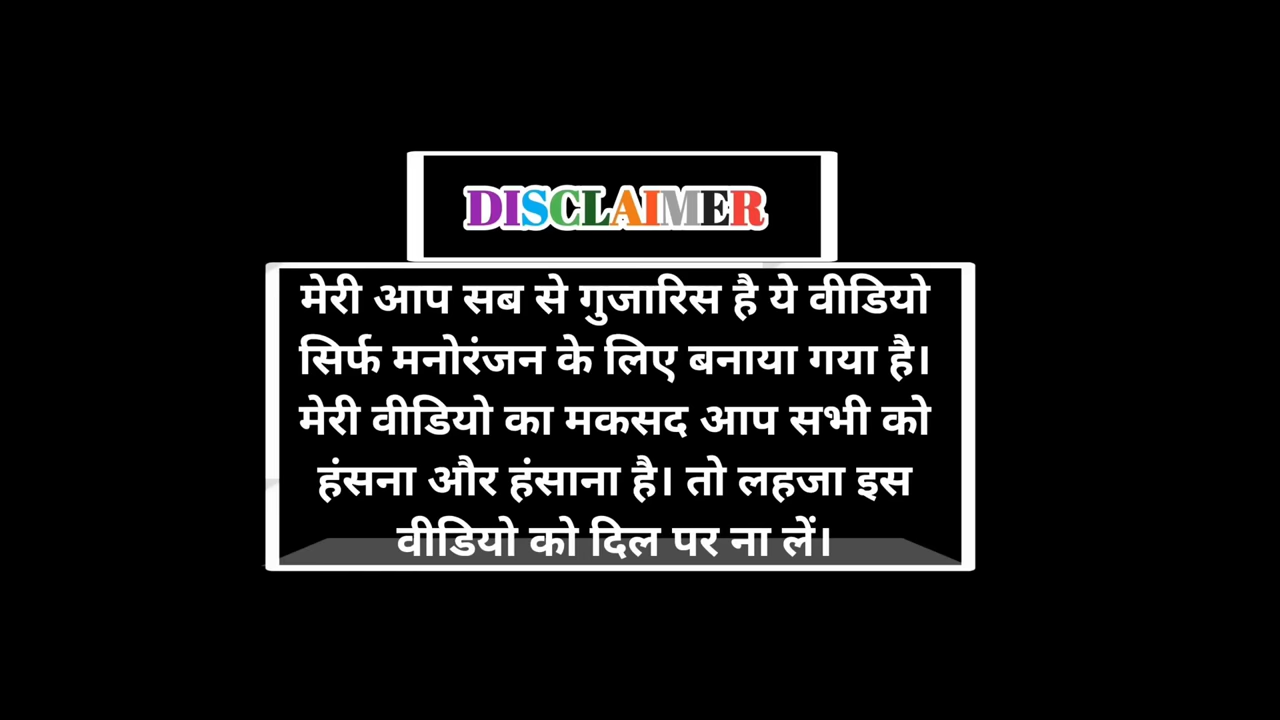 DISCLAIMER
मेरी आप सब से गुजारिस है ये वीडियो
सिर्फ मनोरंजन के लिए बनाया गया है।
मेरी वीडियो का मकसद आप सभी को
हंसना और हंसाना है। तो लहजा इस
वीडियो को दिल पर ना लें।